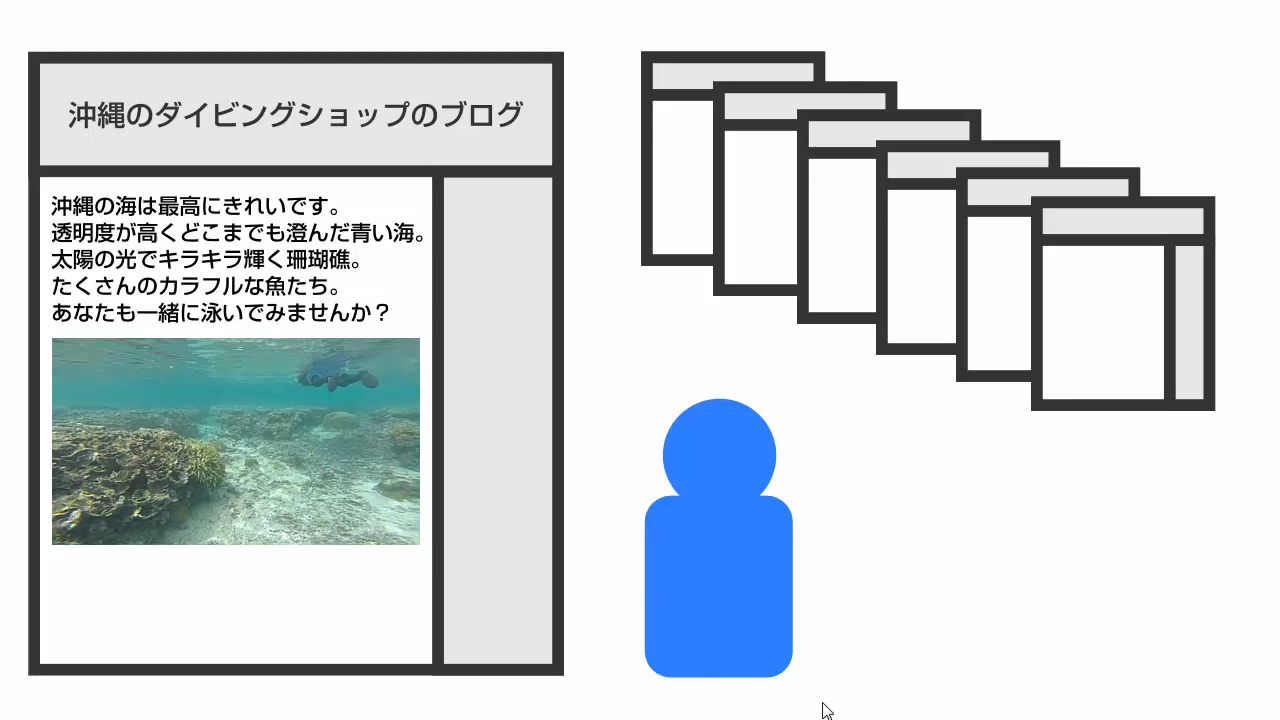 沖縄のダイビングショップのブログ
沖縄の海は最高にきれいです。
透明度が高くどこまでも澄んだ青い海。
太陽の光でキラキラ輝く珊瑚礁。
たくさんのカラフルな魚たち。
あなたも一緒に泳いでみませんか？